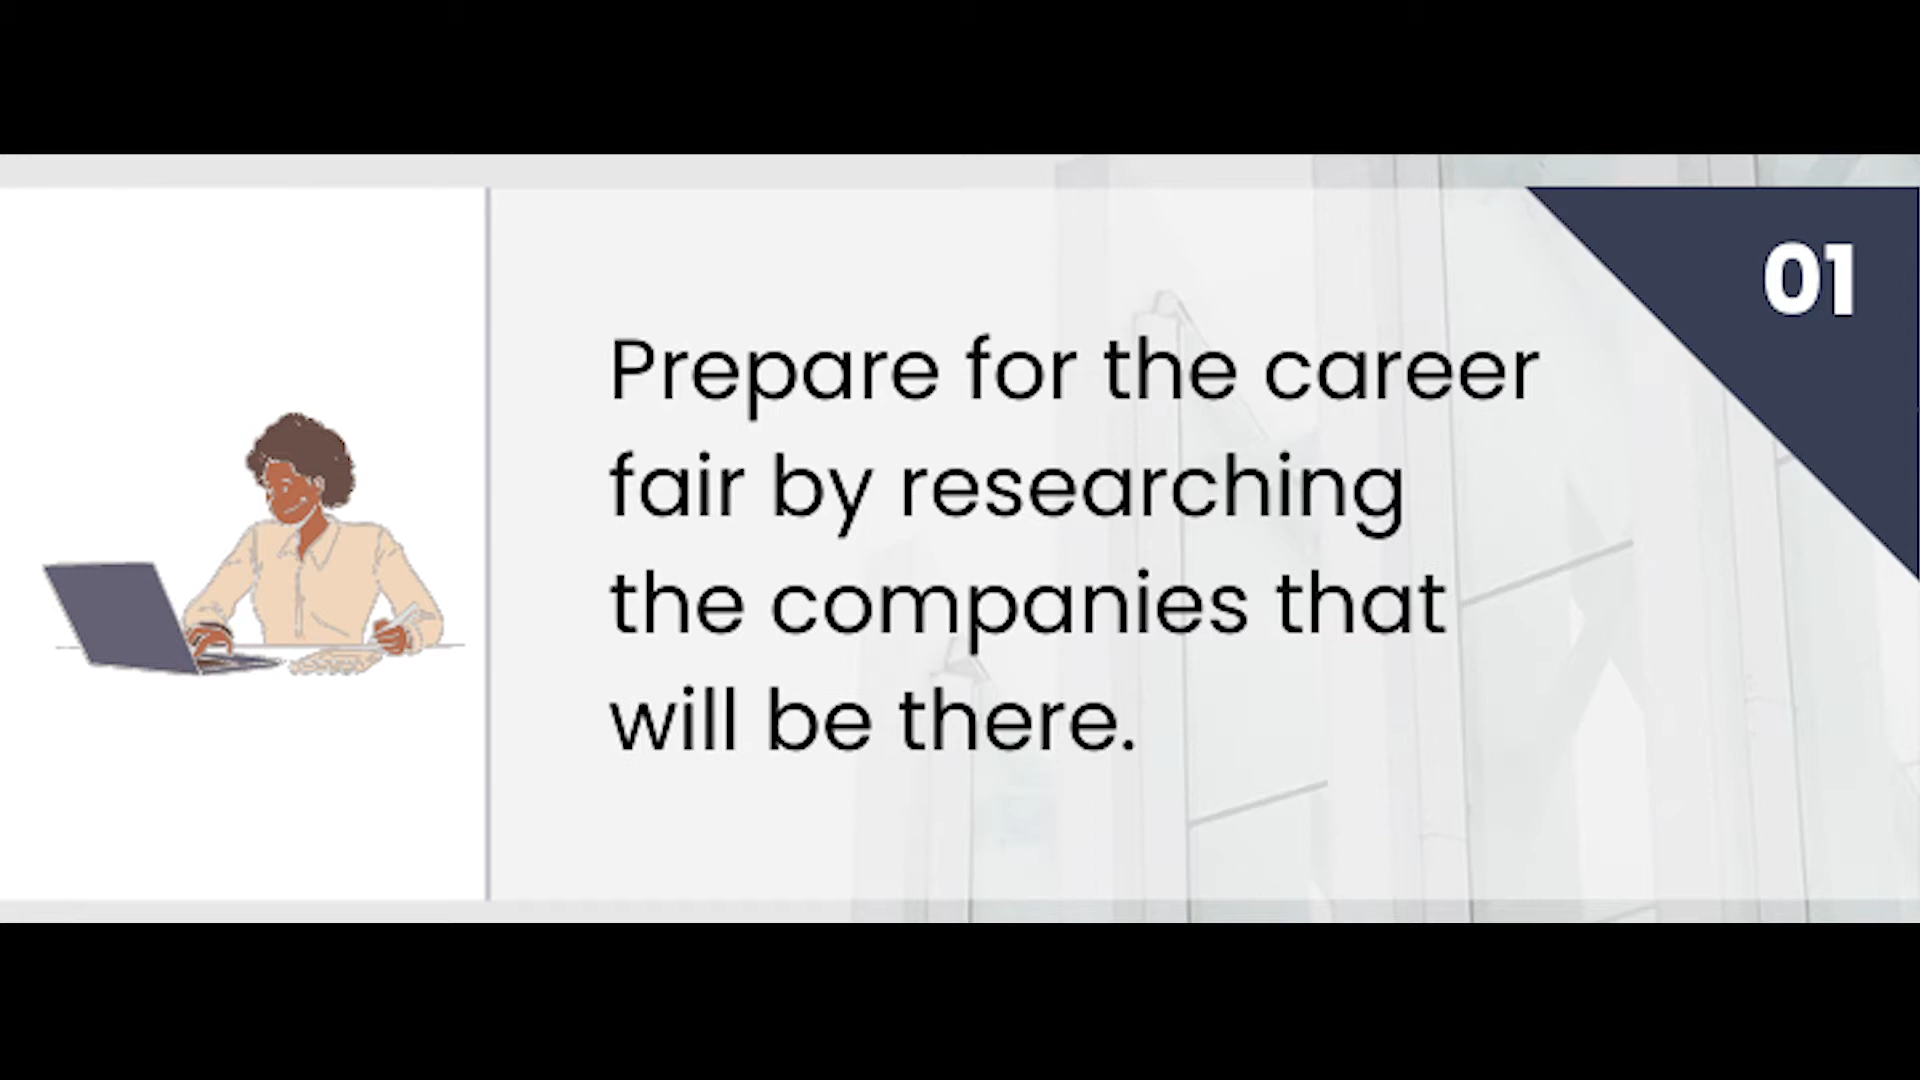 01
Prepare for the career
fair by researching
the companies that
will be there.